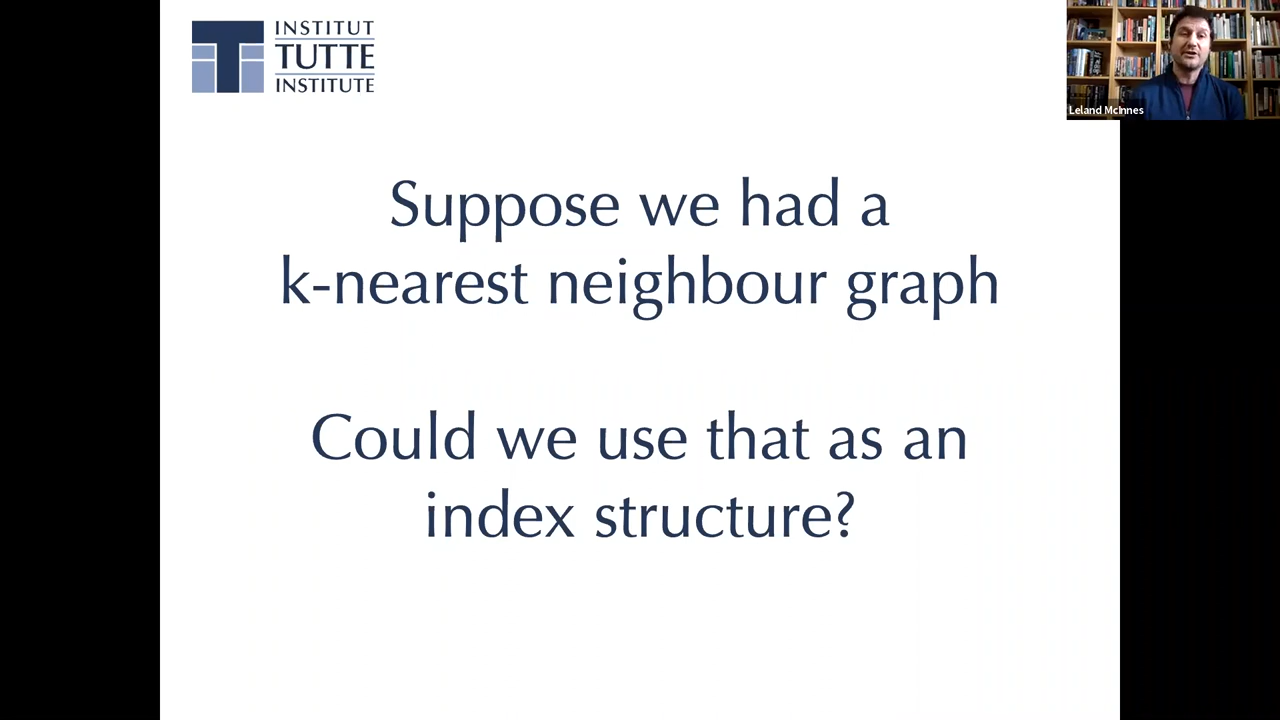 INSTITUT
TUTTE
INSTITUTE
Leland McInnes
Suppose we had a
k-nearest neighbour graph
Could we use that as an
index structure?